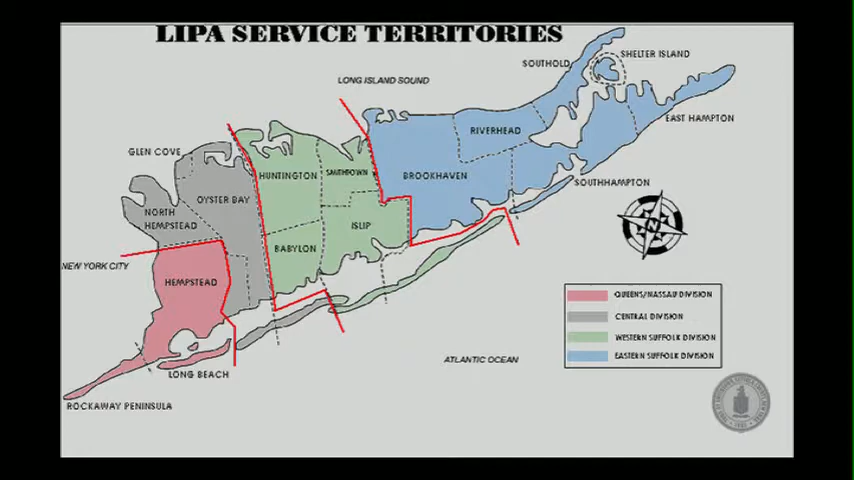 LIPA SERVICE TERRITORIES
SHELTER ISLAND
SOUTHOLD
LONG ISLAND SOUND
EAST HAMPTON
RIVERHEAD
GLEN COVE
HUNTINGTON
SMITHTOWN
BROOKHAVEN
SOUTHHAMPTON
OYSTER BAY
NORTH
HEMPSTEAD
ISLIP
N
BABYLON
NEW YORK CITY
HEMPSTEAD
QUEENS/NASSAU DIVISION
CENTRAL DIVISION
WESTERN SUFFOLK DIVISION
EASTERN SUFFOLK DIVISION
ATLANTIC OCEAN
LONG BEACH
ROCKAWAY PENINSULA